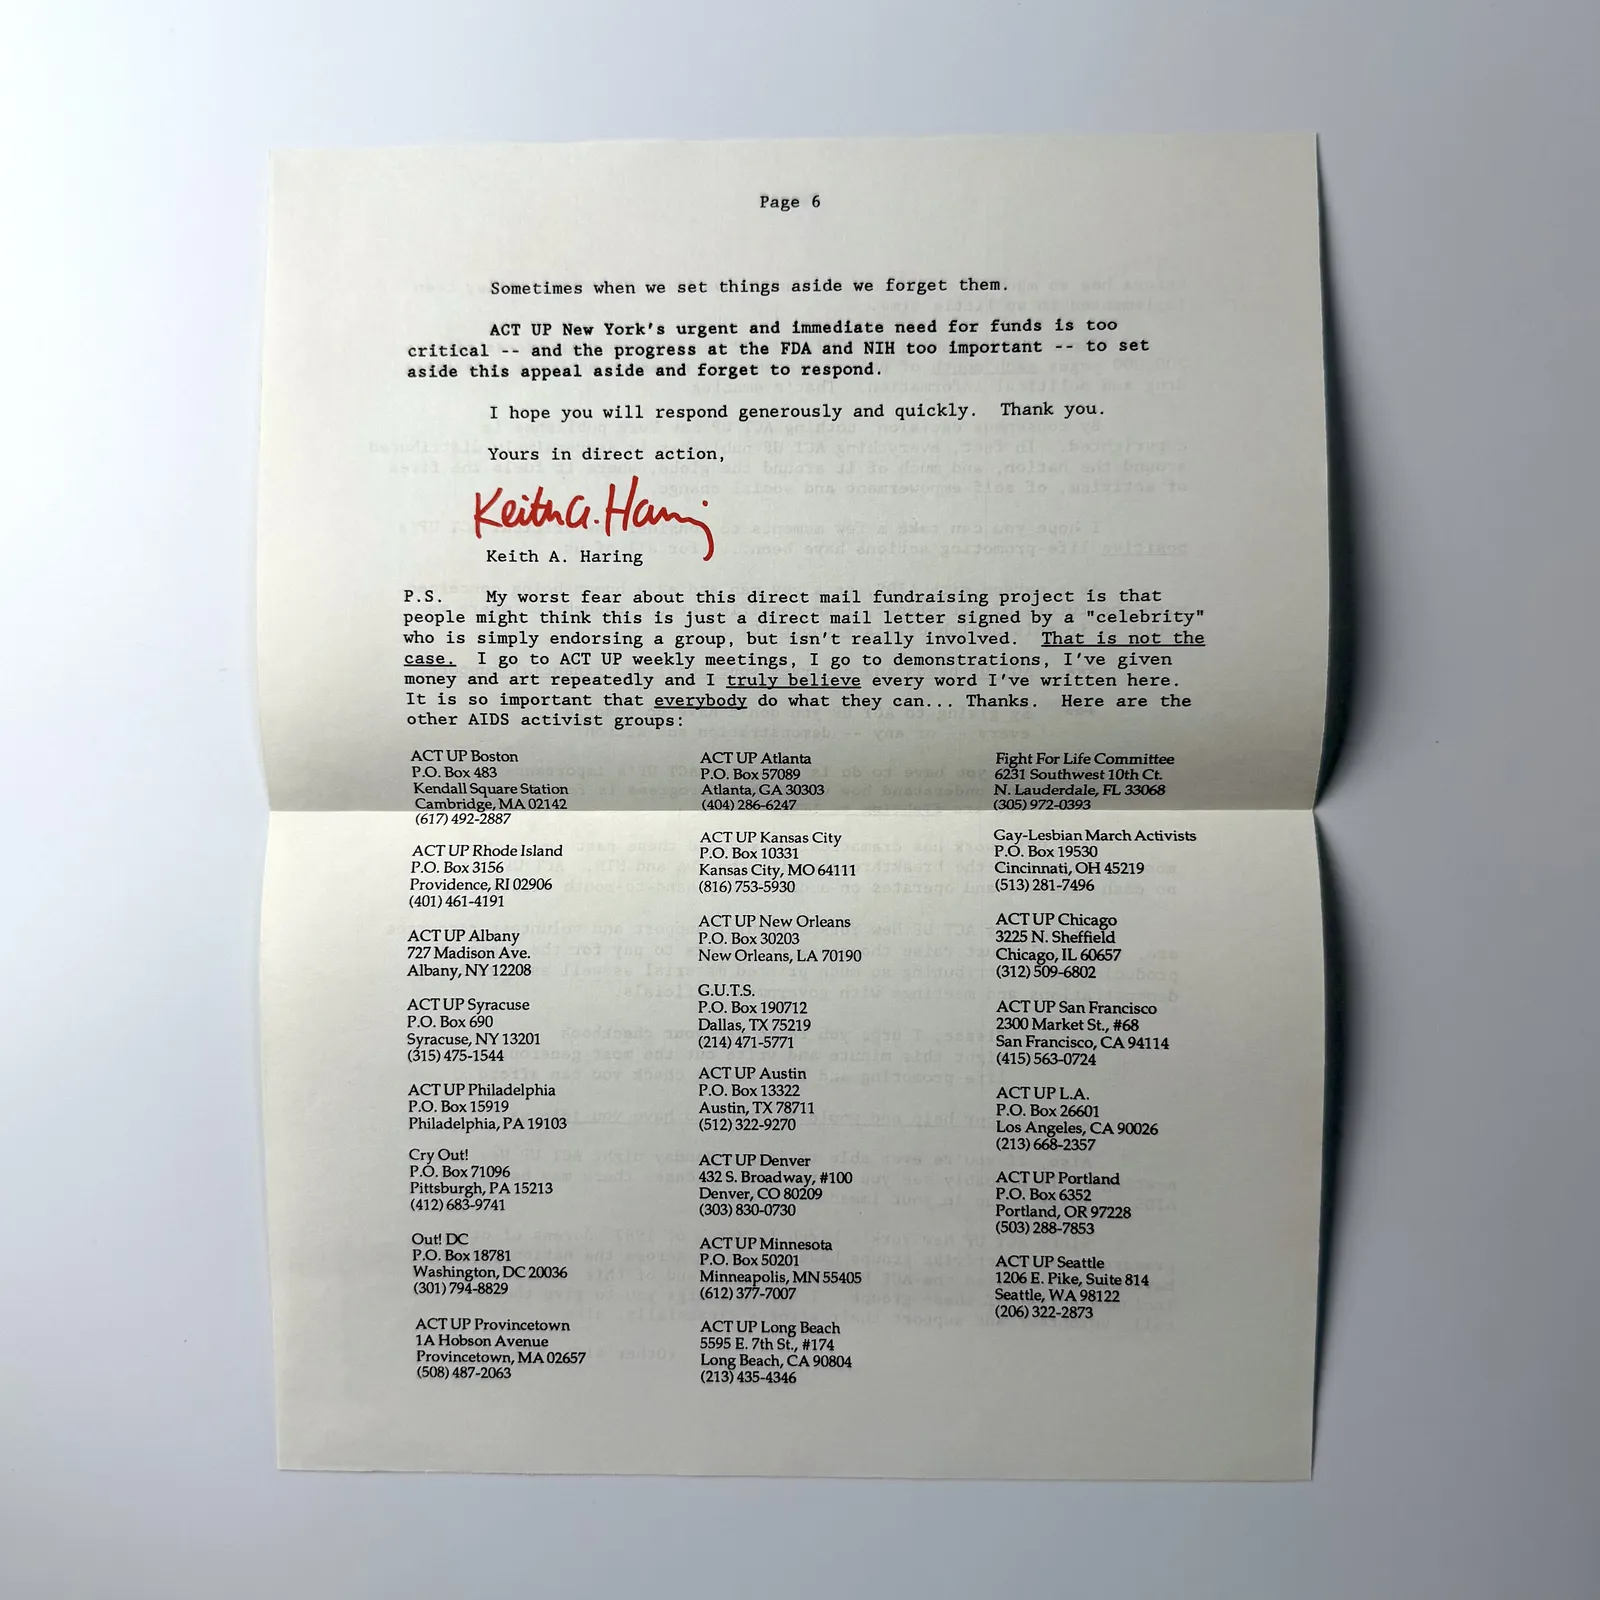 Page 6
Sometimes when we set things aside we forget them.
ACT UP New York's urgent and immediate need for funds is too
critical -- and the progress at the FDA and NIH too important -- to set
aside this appeal aside and forget to respond.
I hope you will respond generously and quickly. Thank you.
Yours in direct action,
Keith A. Haring
Keith A. Haring
P.S. My worst fear about this direct mail fundraising project is that
people might think this is just a direct mail letter signed by a "celebrity"
who is simply endorsing a group, but isn't really involved. That is not the
case. I go to ACT UP weekly meetings, I go to demonstrations, I've given
money and art repeatedly and I truly believe every word I've written here.
It is so important that everybody do what they can... Thanks. Here are the
other AIDS activist groups:
ACT UP Boston
P.O. Box 483
Kendall Square Station
Cambridge, MA 02142
(617) 492-2887
ACT UP Rhode Island
P.O. Box 3156
Providence, RI 02906
(401) 461-4191
ACT UP Albany
727 Madison Ave.
Albany, NY 12208
ACT UP Syracuse
P.O. Box 690
Syracuse, NY 13201
(315) 475-1544
ACT UP Philadelphia
P.O. Box 15919
Philadelphia, PA 19103
Cry Out!
P.O. Box 71096
Pittsburgh, PA 15213
(412) 683-9741
Out! DC
P.O. Box 18781
Washington, DC 20036
(301) 794-8829
ACT UP Provincetown
1A Hobson Avenue
Provincetown, MA 02657
(508) 487-2063
ACT UP Atlanta
P.O. Box 57089
Atlanta, GA 30303
(404) 286-6247
ACT UP Kansas City
P.O. Box 10331
Kansas City, MO 64111
(816) 753-5930
ACT UP New Orleans
P.O. Box 30203
New Orleans, LA 70190
G.U.T.S.
P.O. Box 190712
Dallas, TX 75219
(214) 471-5771
ACT UP Austin
P.O. Box 13322
Austin, TX 78711
(512) 322-9270
ACT UP Denver
432 S. Broadway, #100
Denver, CO 80209
(303) 830-0730
ACT UP Minnesota
P.O. Box 50201
Minneapolis, MN 55405
(612) 377-7007
ACT UP Long Beach
5595 E. 7th St., #174
Long Beach, CA 90804
(213) 435-4346
Fight For Life Committee
6231 Southwest 10th Ct.
N. Lauderdale, FL 33068
(305) 972-0393
Gay-Lesbian March Activists
P.O. Box 19530
Cincinnati, OH 45219
(513) 281-7496
ACT UP Chicago
3225 N. Sheffield
Chicago, IL 60657
(312) 509-6802
ACT UP San Francisco
2300 Market St., #68
San Francisco, CA 94114
(415) 563-0724
ACT UP L.A.
P.O. Box 26601
Los Angeles, CA 90026
(213) 668-2357
ACT UP Portland
P.O. Box 6352
Portland, OR 97228
(503) 288-7853
ACT UP Seattle
1206 E. Pike, Suite 814
Seattle, WA 98122
(206) 322-2873